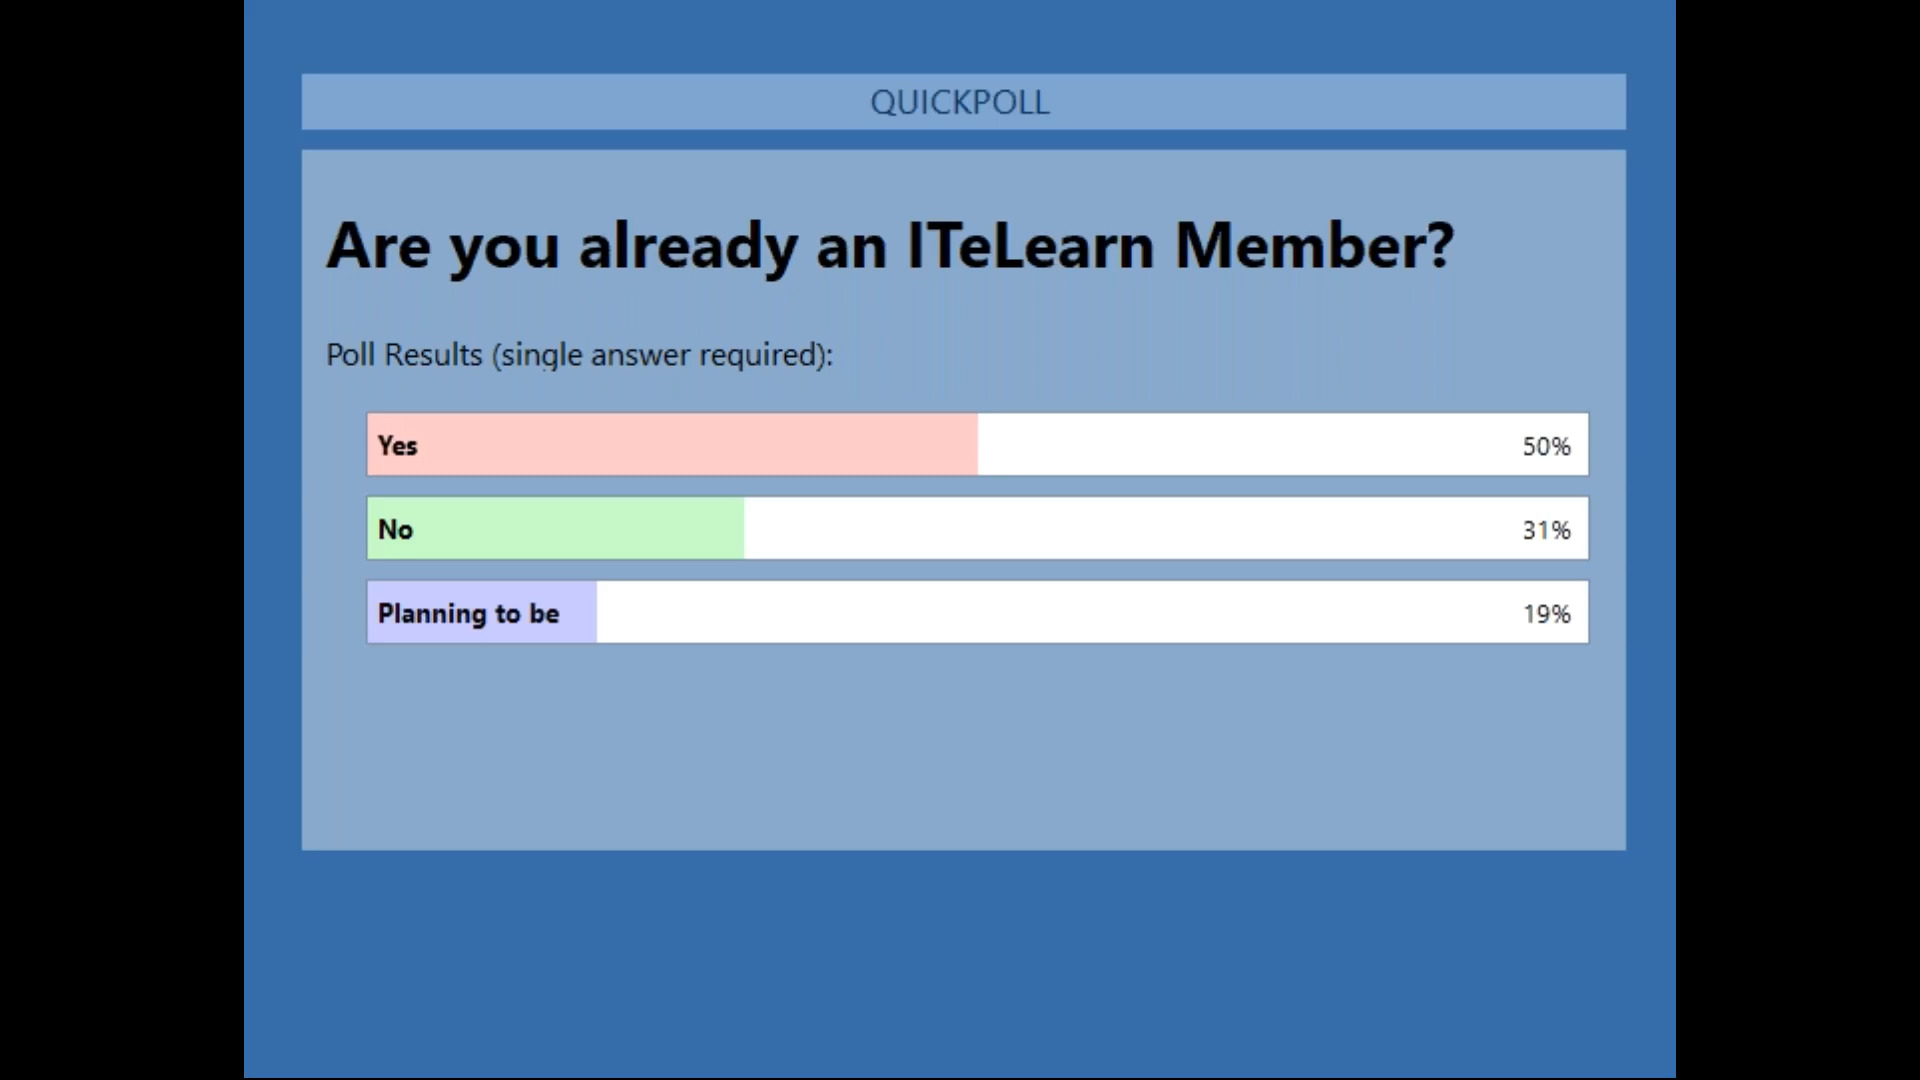 QUICKPOLL
Are you already an ITeLearn Member?
Poll Results (single answer required):
Yes 50%
No 31%
Planning to be 19%